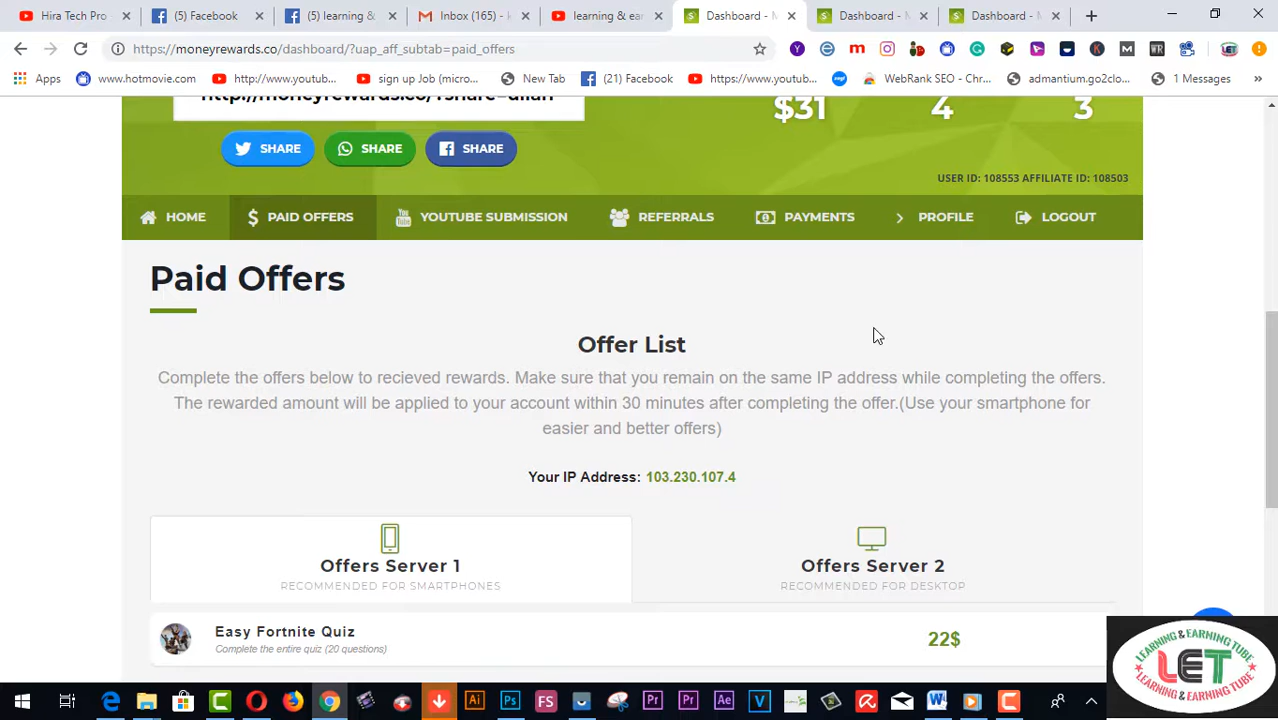 Hira Tech Pro
(5) Facebook
(5) learning &
Inbox (165) -
learning & ear
Dashboard - M
Dashboard - M
Dashboard - M
https://moneyrewards.co/dashboard/?uap_aff_subtab=paid_offers
Apps
www.hotmovie.com
http://www.youtub...
sign up Job (micro...
New Tab
(21) Facebook
https://www.youtub...
WebRank SEO - Chr...
admantium.go2clo...
1 Messages
$31
4
3
SHARE
SHARE
SHARE
USER ID: 108553 AFFILIATE ID: 108503
HOME
PAID OFFERS
YOUTUBE SUBMISSION
REFERRALS
PAYMENTS
PROFILE
LOGOUT
Paid Offers
Offer List
Complete the offers below to recieved rewards. Make sure that you remain on the same IP address while completing the offers.
The rewarded amount will be applied to your account within 30 minutes after completing the offer.(Use your smartphone for
easier and better offers)
Your IP Address: 103.230.107.4
Offers Server 1
RECOMMENDED FOR SMARTPHONES
Offers Server 2
RECOMMENDED FOR DESKTOP
Easy Fortnite Quiz
Complete the entire quiz (20 questions)
22$
LEARNING & EARNING TUBE
LET
LEARNING & EARNING TUBE